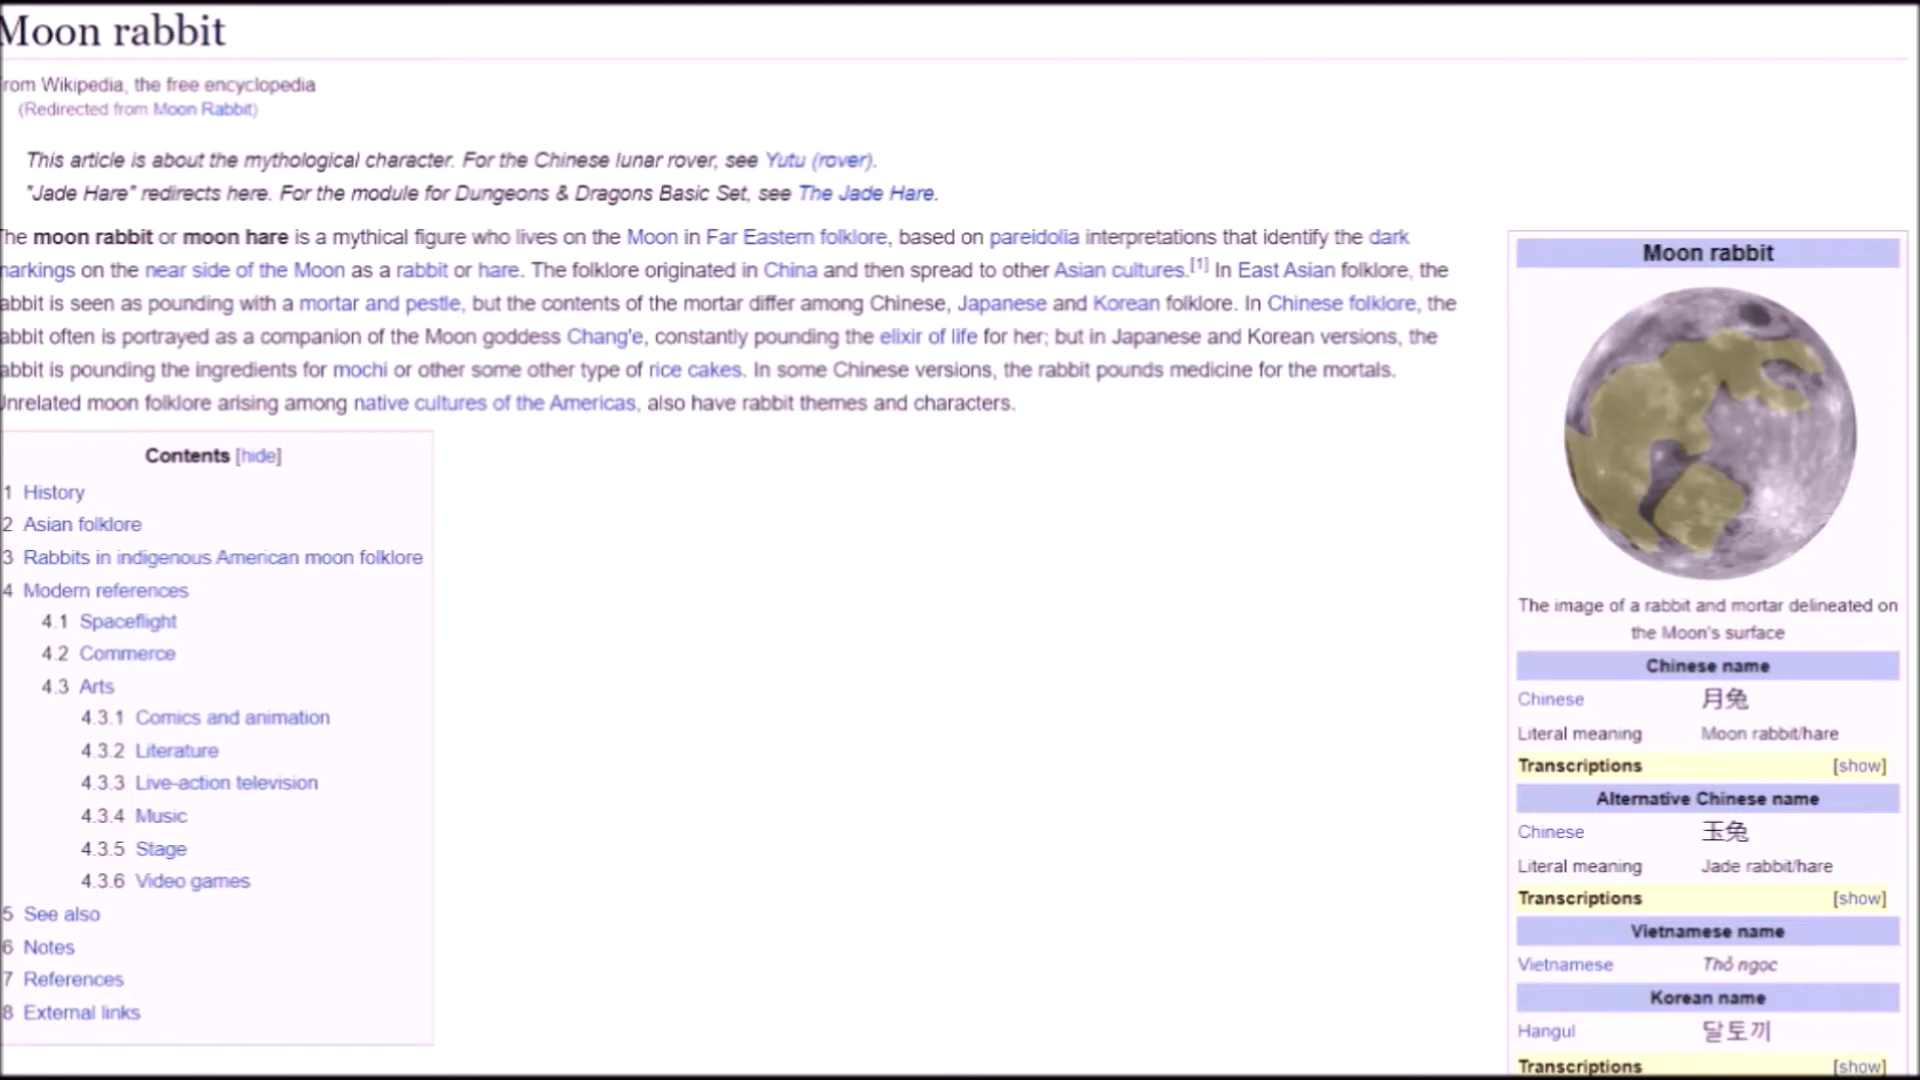 Moon rabbit
rom Wikipedia, the free encyclopedia
(Redirected from Moon Rabbit)
This article is about the mythological character. For the Chinese lunar rover, see Yutu (rover).
"Jade Hare" redirects here. For the module for Dungeons & Dragons Basic Set, see The Jade Hare.
The moon rabbit or moon hare is a mythical figure who lives on the Moon in Far Eastern folklore, based on pareidolia interpretations that identify the dark
markings on the near side of the Moon as a rabbit or hare. The folklore originated in China and then spread to other Asian cultures.[1] In East Asian folklore, the
abbit is seen as pounding with a mortar and pestle, but the contents of the mortar differ among Chinese, Japanese and Korean folklore. In Chinese folklore, the
abbit often is portrayed as a companion of the Moon goddess Chang'e, constantly pounding the elixir of life for her; but in Japanese and Korean versions, the
abbit is pounding the ingredients for mochi or other some other type of rice cakes. In some Chinese versions, the rabbit pounds medicine for the mortals.
Unrelated moon folklore arising among native cultures of the Americas, also have rabbit themes and characters.
Contents [hide]
1 History
2 Asian folklore
3 Rabbits in indigenous American moon folklore
4 Modern references
4.1 Spaceflight
4.2 Commerce
4.3 Arts
4.3.1 Comics and animation
4.3.2 Literature
4.3.3 Live-action television
4.3.4 Music
4.3.5 Stage
4.3.6 Video games
5 See also
6 Notes
7 References
8 External links
Moon rabbit
The image of a rabbit and mortar delineated on
the Moon's surface
Chinese name
Chinese 月兔
Literal meaning Moon rabbit/hare
Transcriptions [show]
Alternative Chinese name
Chinese 玉兔
Literal meaning Jade rabbit/hare
Transcriptions [show]
Vietnamese name
Vietnamese Thỏ ngọc
Korean name
Hangul 달토끼
Transcriptions [show]